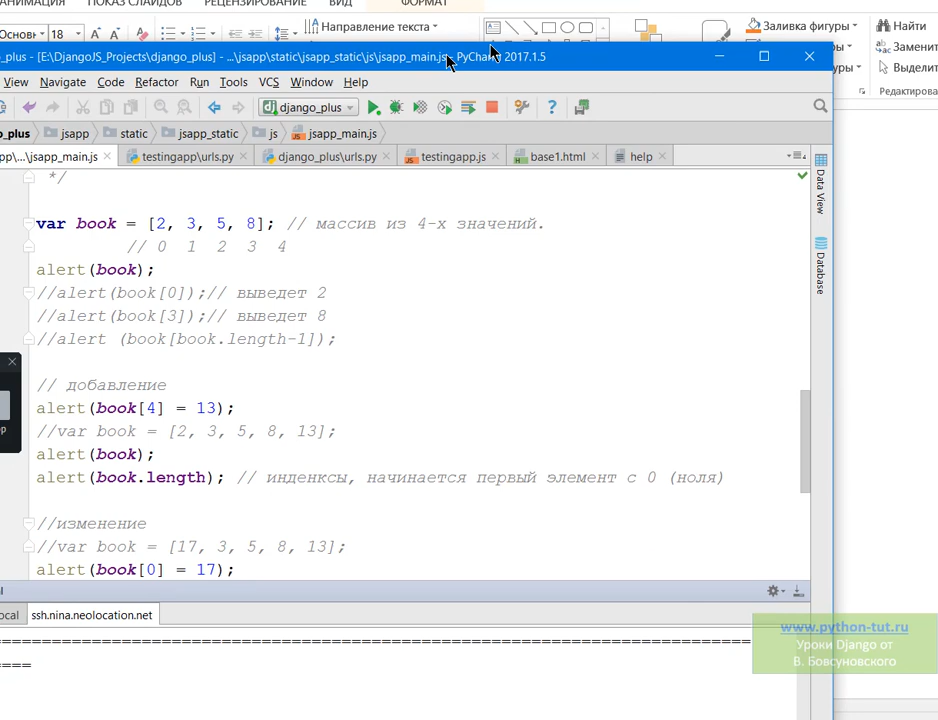 АНИМАЦИЯ ПОКАЗ СЛАЙДОВ РЕЦЕНЗИРОВАНИЕ ВИД ФОРМАТ
Направление текста
Основн 18
Заливка фигуры
Найти
Заменит
Выделит
Редактирова
go_plus - [E:\DjangoJS_Projects\django_plus] - ...\jsapp\static\jsapp_static\js\jsapp_main.js - PyCharm 2017.1.5
View Navigate Code Refactor Run Tools VCS Window Help
django_plus
o_plus jsapp static jsapp_static js jsapp_main.js
pp\...\jsapp_main.js testingapp\urls.py django_plus\urls.py testingapp.js base1.html help
*/
var book = [2, 3, 5, 8]; // массив из 4-х значений.
// 0 1 2 3 4
alert(book);
//alert(book[0]);// выведет 2
//alert(book[3]);// выведет 8
//alert (book[book.length-1]);
// добавление
alert(book[4] = 13);
//var book = [2, 3, 5, 8, 13];
alert(book);
alert(book.length); // инденксы, начинается первый элемент с 0 (ноля)
//изменение
//var book = [17, 3, 5, 8, 13];
alert(book[0] = 17);
Data View
Database
ocal ssh.nina.neolocation.net
====
www.python-tut.ru
Уроки Django от
В. Бовсуновского